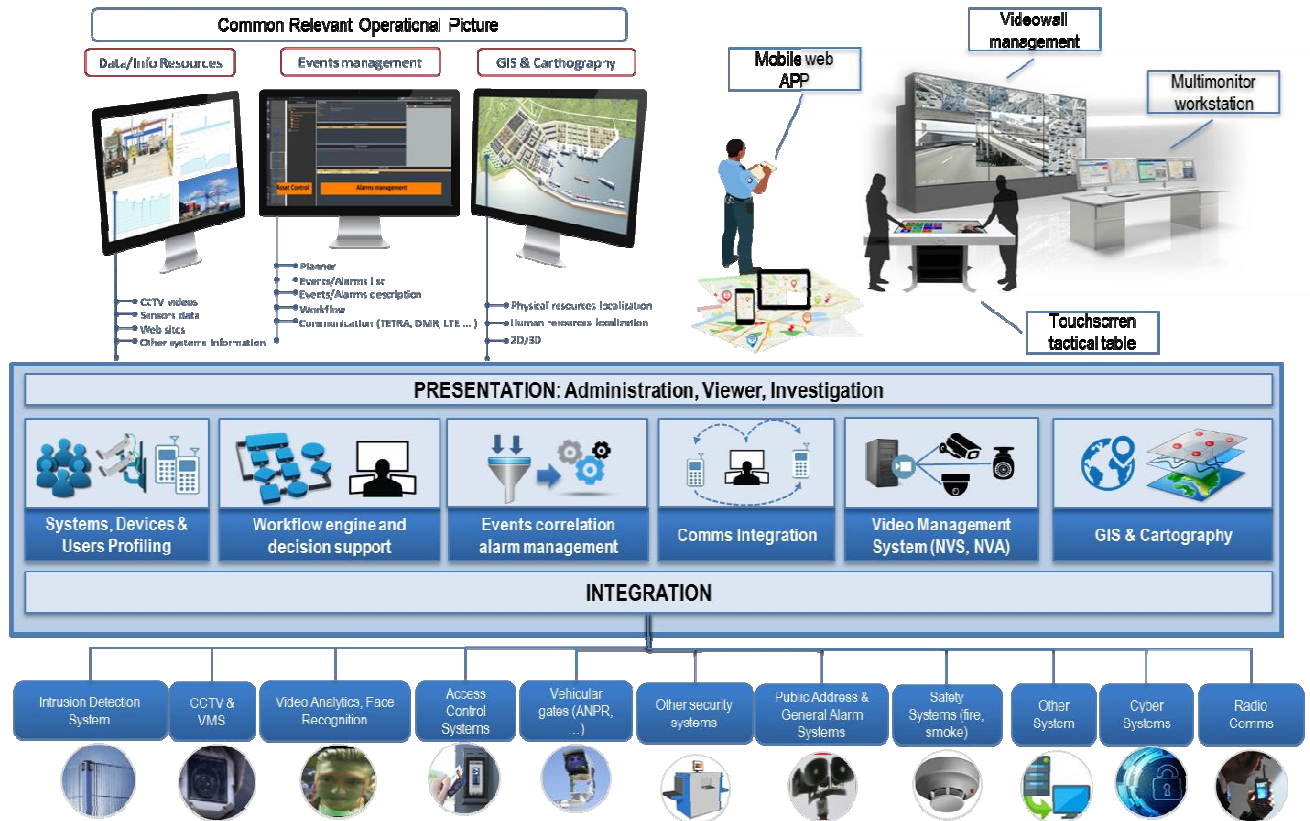 Common Relevant Operational Picture
Data/Info Resources
Events management
GIS & Carthography
Asset Control
Alarms management
CCTV videos
Sensors data
Web sites
Other systems Information
Planner
Events/Alarms list
Events/Alarms description
Workflow
Communication (TETRA, DMR, LTE ... )
Physical resources localization
Human resources localization
2D/3D
Mobile web
APP
Videowall
management
Multimonitor
workstation
Touchscrren
tactical table
PRESENTATION: Administration, Viewer, Investigation
Systems, Devices &
Users Profiling
Workflow engine and
decision support
Events correlation
alarm management
Comms Integration
Video Management
System (NVS, NVA)
GIS & Cartography
INTEGRATION
Intrusion Detection
System
CCTV &
VMS
Video Analytics, Face
Recognition
Access
Control
Systems
Vehicular
gates (ANPR,
...)
Other security
systems
Public Address &
General Alarm
Systems
Safety
Systems (fire,
smoke)
Other
System
Cyber
Systems
Radio
Comms